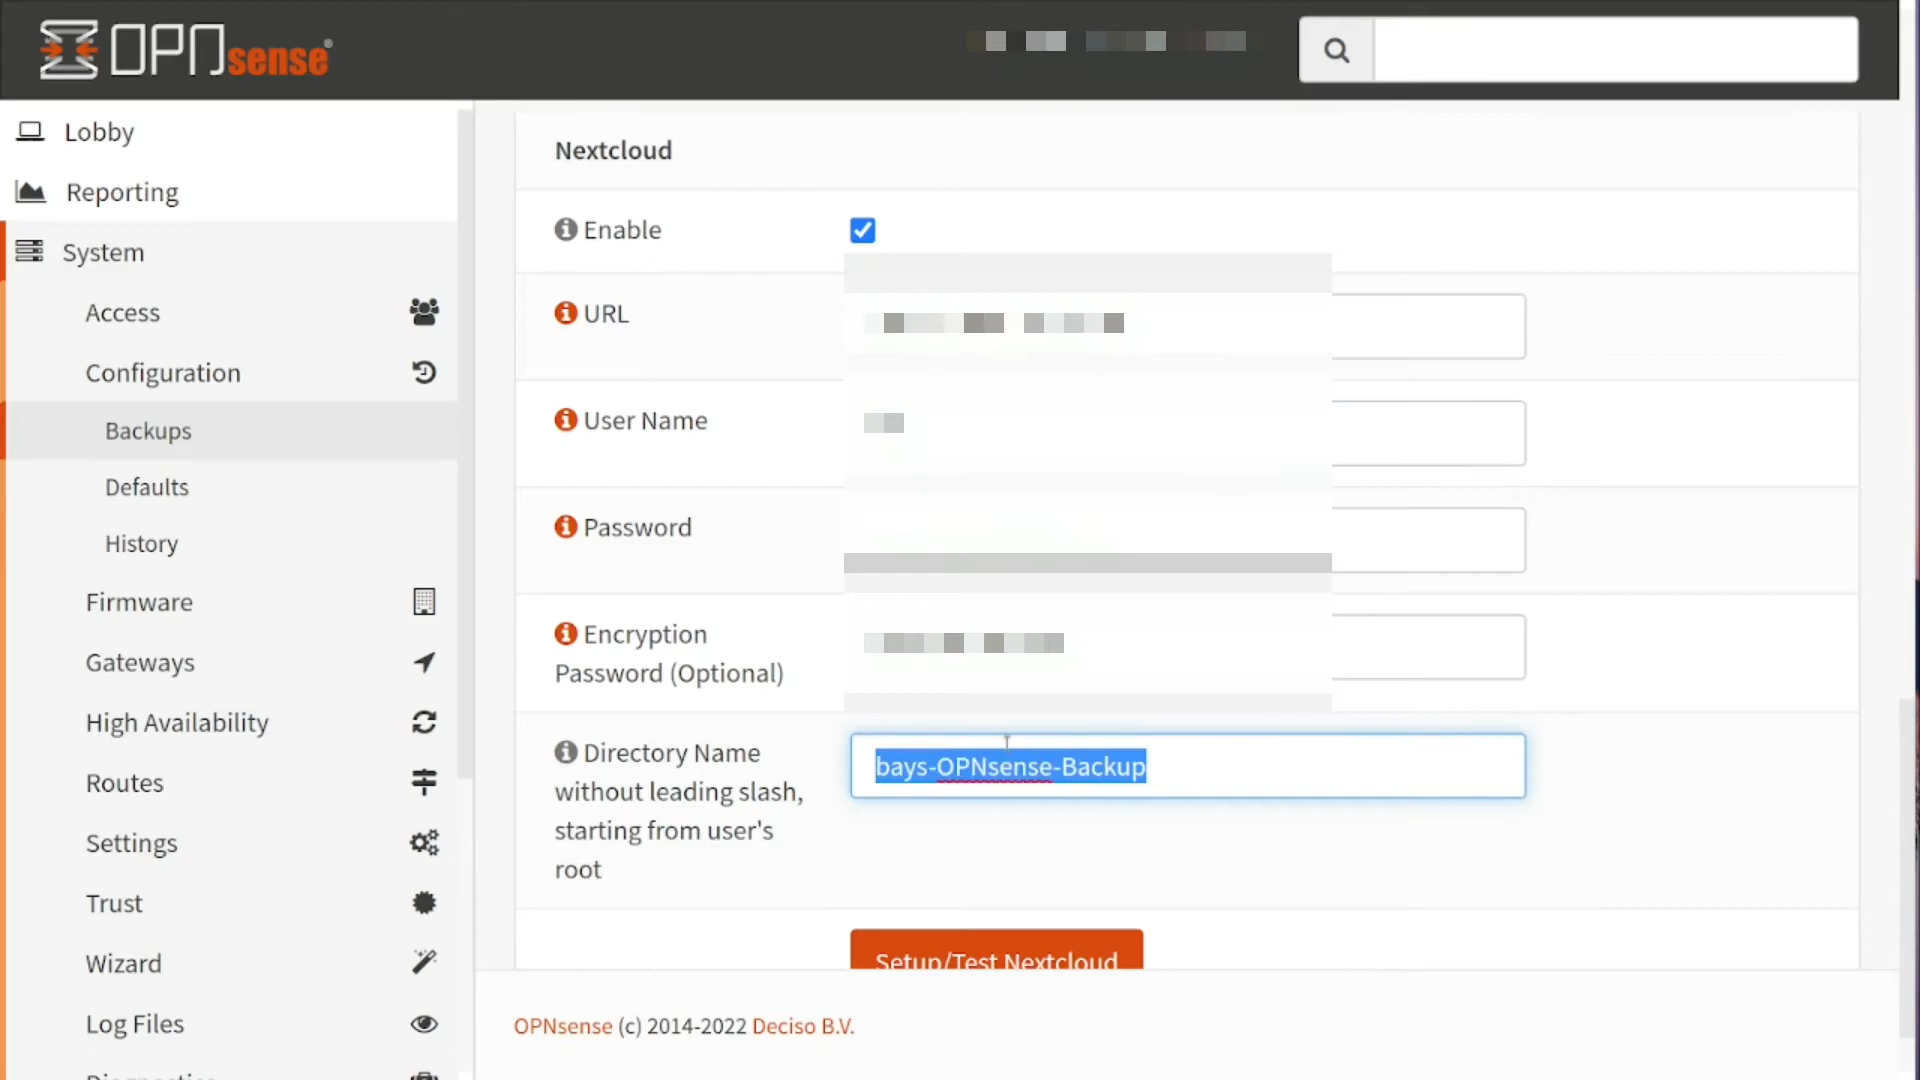 OPNsense
Lobby
Reporting
System
Access
Configuration
Backups
Defaults
History
Firmware
Gateways
High Availability
Routes
Settings
Trust
Wizard
Log Files
Diagnostics
Nextcloud
Enable
URL
User Name
Password
Encryption
Password (Optional)
Directory Name
without leading slash,
starting from user's
root
bays-OPNsense-Backup
Setup/Test Nextcloud
OPNsense (c) 2014-2022 Deciso B.V.